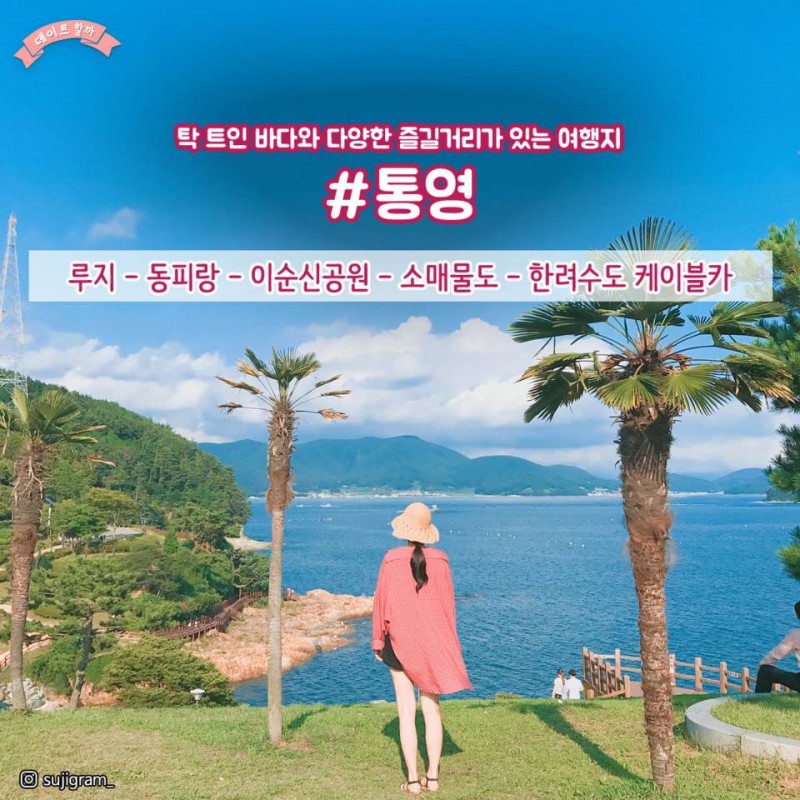 데이트 할까
탁 트인 바다와 다양한 즐길거리가 있는 여행지
#통영
루지 - 동피랑 - 이순신공원 - 소매물도 - 한려수도 케이블카
sujigram_